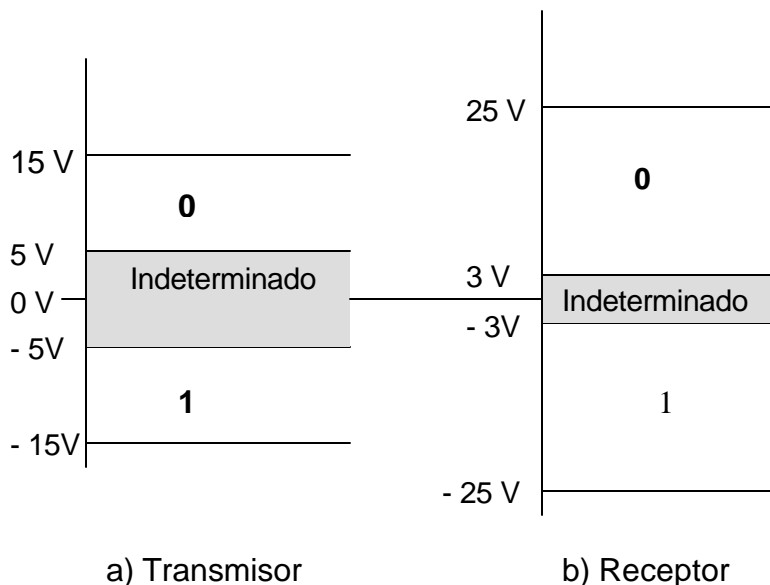 15 V
0
5 V
Indeterminado
0 V
- 5V
1
- 15V
a) Transmisor
25 V
0
3 V
Indeterminado
- 3V
1
- 25 V
b) Receptor